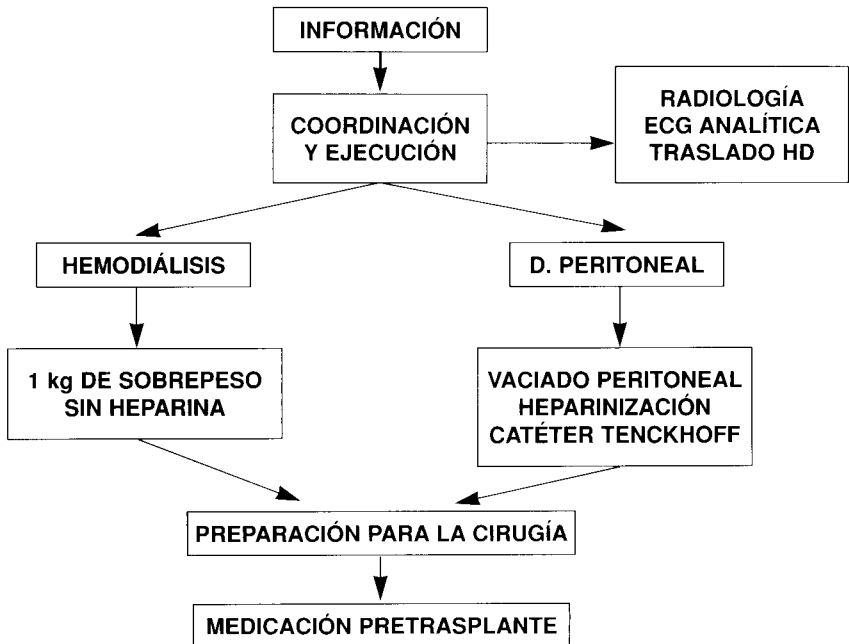 INFORMACIÓN
COORDINACIÓN
Y EJECUCIÓN
RADIOLOGÍA
ECG ANALÍTICA
TRASLADO HD
HEMODIÁLISIS
D. PERITONEAL
1 kg DE SOBREPESO
SIN HEPARINA
VACIADO PERITONEAL
HEPARINIZACIÓN
CATÉTER TENCKHOFF
PREPARACIÓN PARA LA CIRUGÍA
MEDICACIÓN PRETRASPLANTE